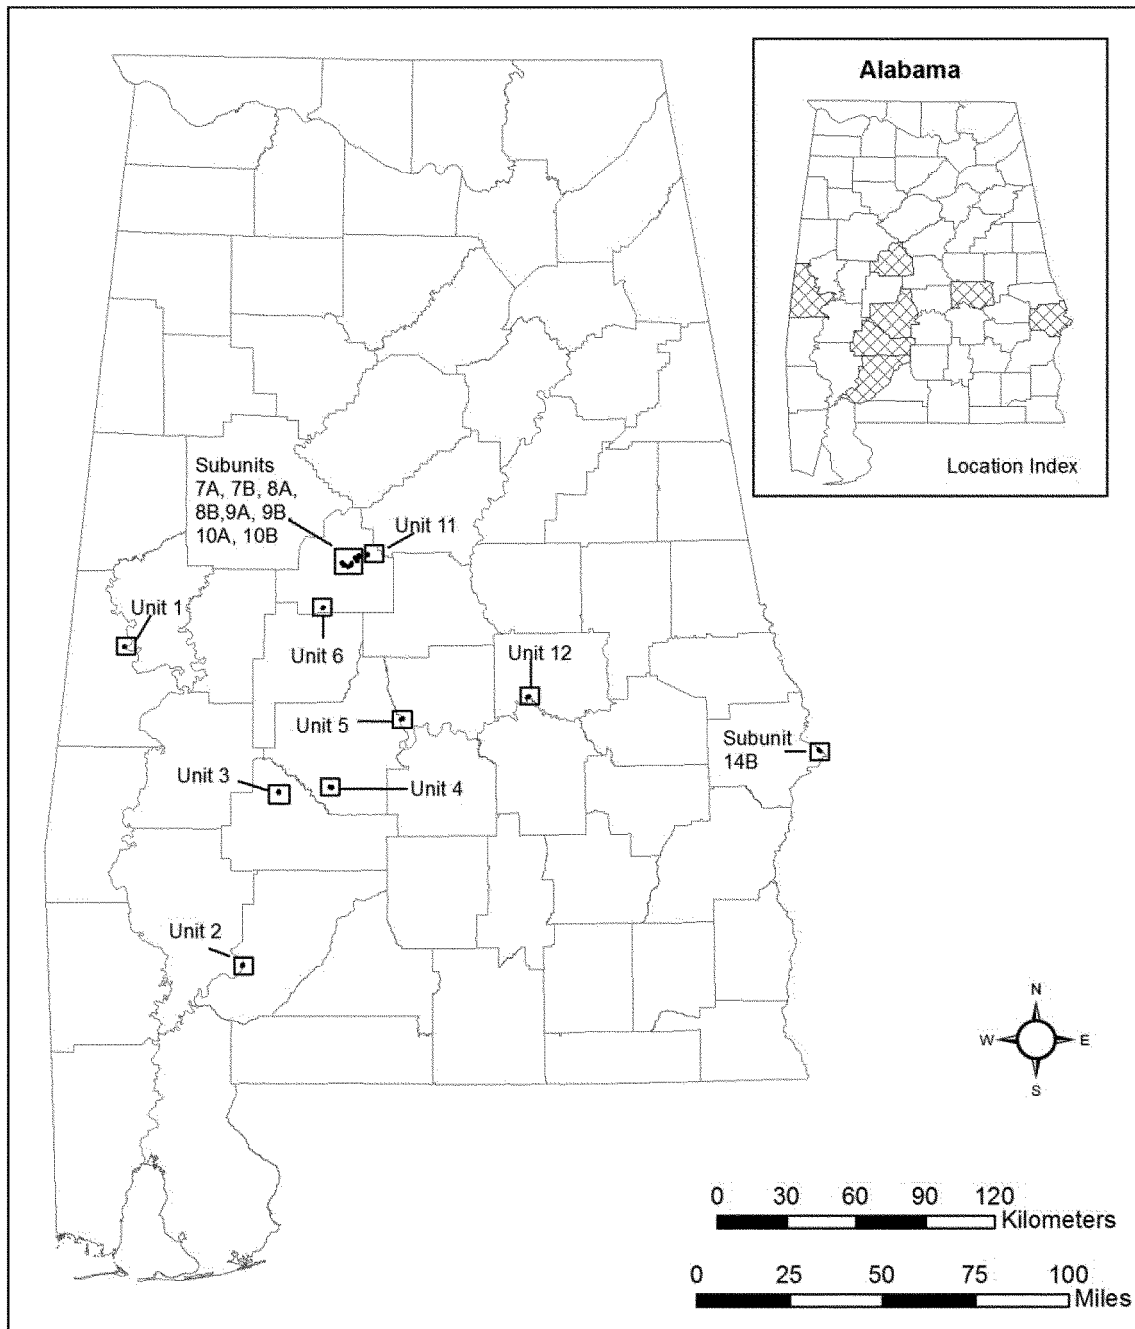 Alabama
Location Index
Subunits
7A, 7B, 8A,
8B,9A, 9B,
10A, 10B
Unit 11
Unit 1
Unit 6
Unit 12
Unit 5
Subunit
14B
Unit 3
Unit 4
Unit 2
N
W E
S
0 30 60 90 120
Kilometers
0 25 50 75 100
Miles